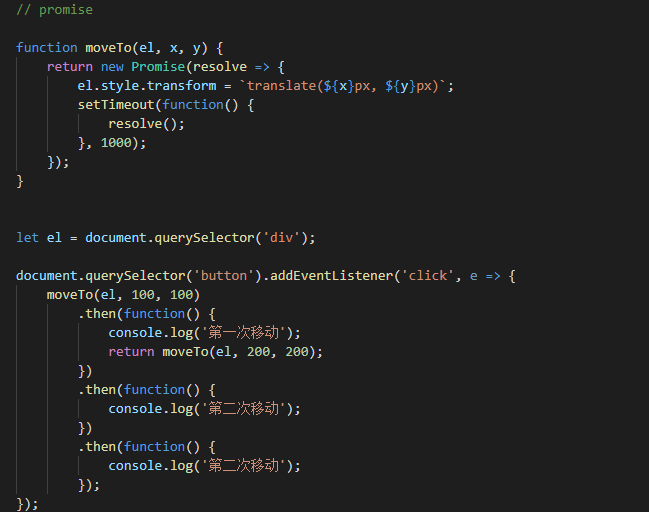 // promise
function moveTo(el, x, y) {
    return new Promise(resolve => {
        el.style.transform = `translate(${x}px, ${y}px)`;
        setTimeout(function() {
            resolve();
        }, 1000);
    });
}
let el = document.querySelector('div');
document.querySelector('button').addEventListener('click', e => {
    moveTo(el, 100, 100)
        .then(function() {
            console.log('第一次移动');
            return moveTo(el, 200, 200);
        })
        .then(function() {
            console.log('第二次移动');
        })
        .then(function() {
            console.log('第二次移动');
        });
});